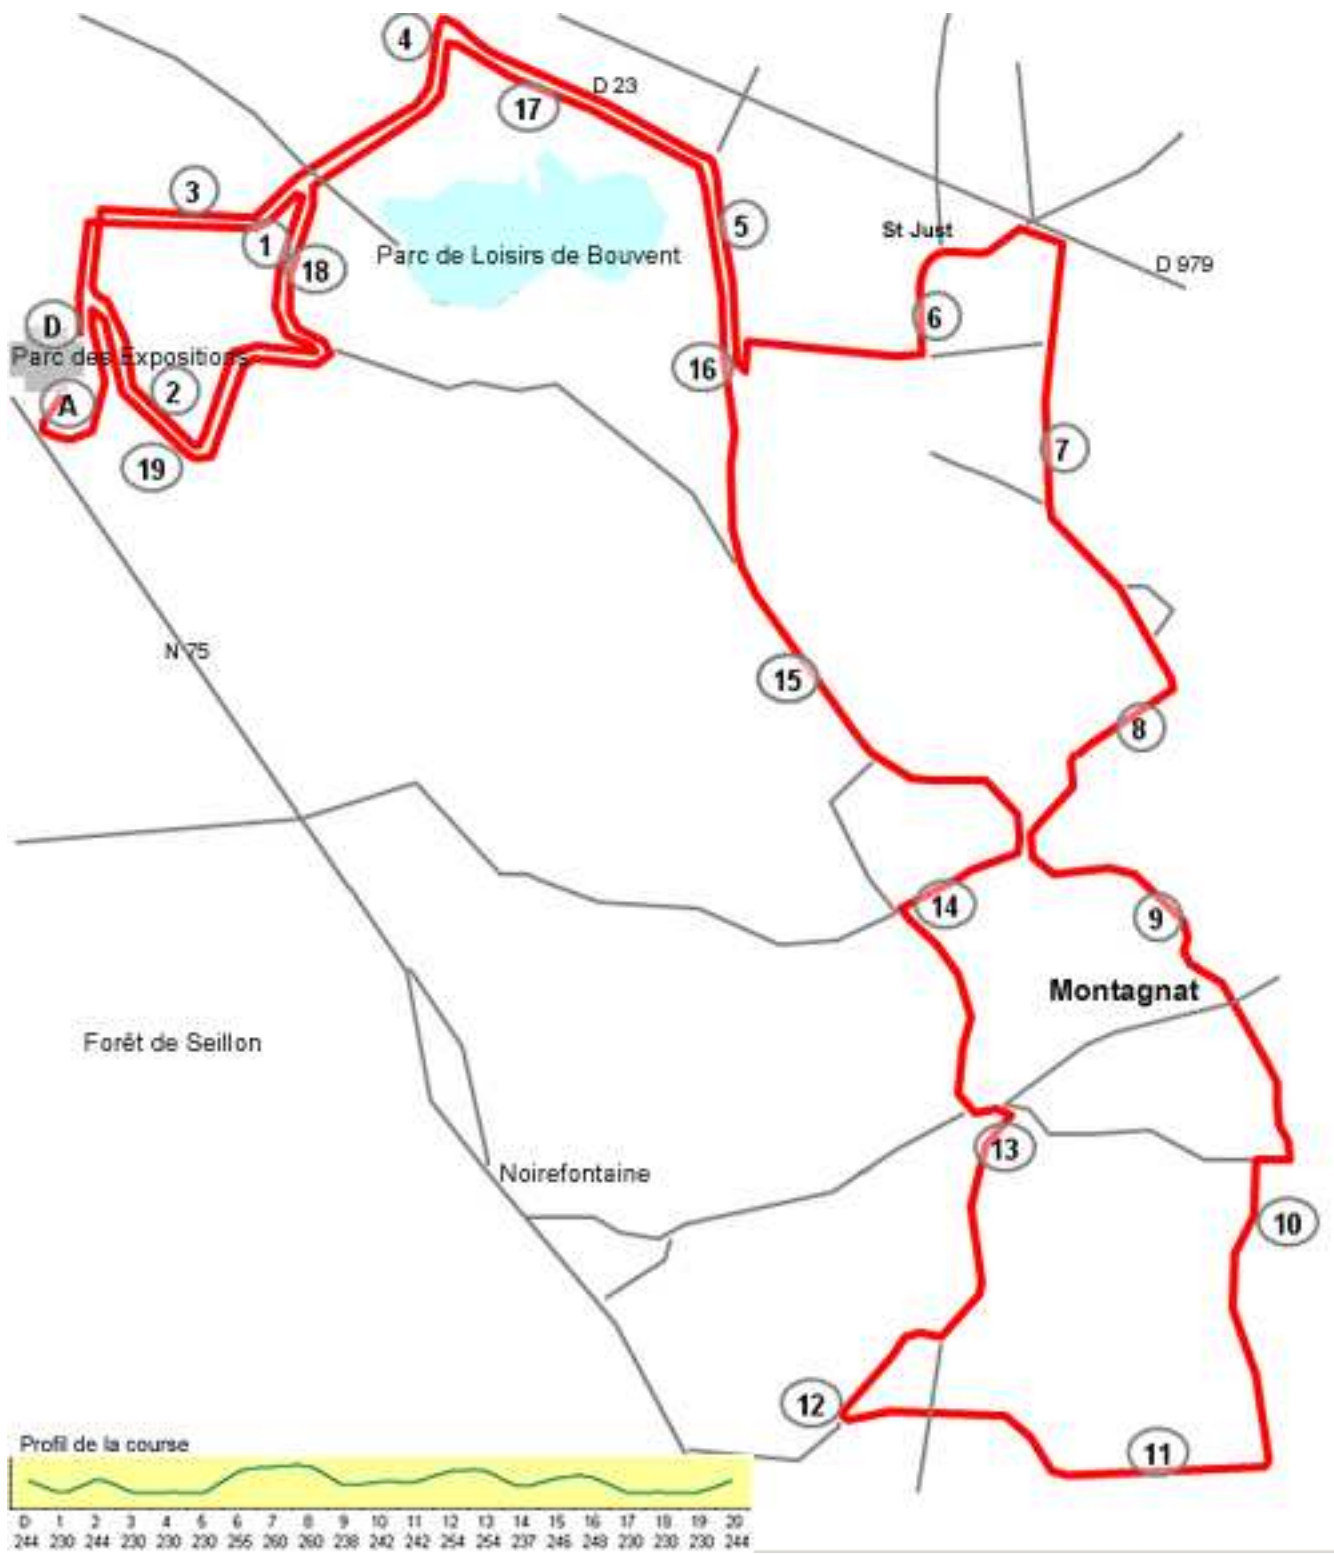 4
D 23
17
3
5
1
St Just
18
Parc de Loisirs de Bouvent
D 979
6
D
Parc des Expositions
16
2
A
7
19
N 75
15
8
14
9
Montagnat
Forêt de Seillon
13
Noirefontaine
10
12
11
Profil de la course
0 1 2 3 4 5 6 7 8 9 10 11 12 13 14 15 16 17 18 19 20
244 230 244 230 230 230 255 260 260 238 242 242 254 254 237 246 248 230 230 230 244